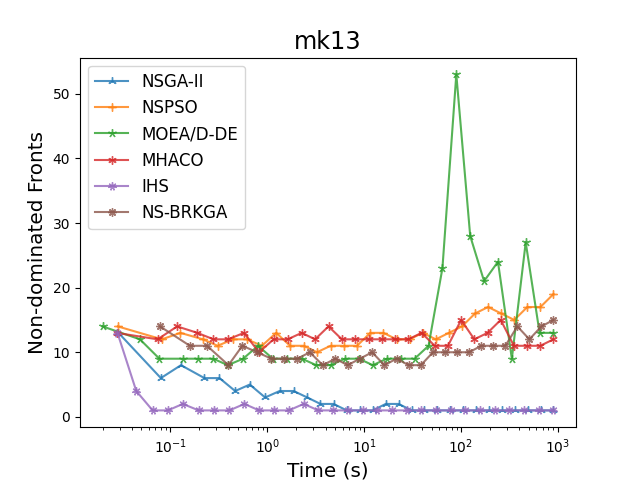 mk13
NSGA-II
NSPSO
MOEA/D-DE
MHACO
IHS
NS-BRKGA
Non-dominated Fronts
50
40
30
20
10
0
10⁻¹ 10⁰ 10¹ 10² 10³
Time (s)